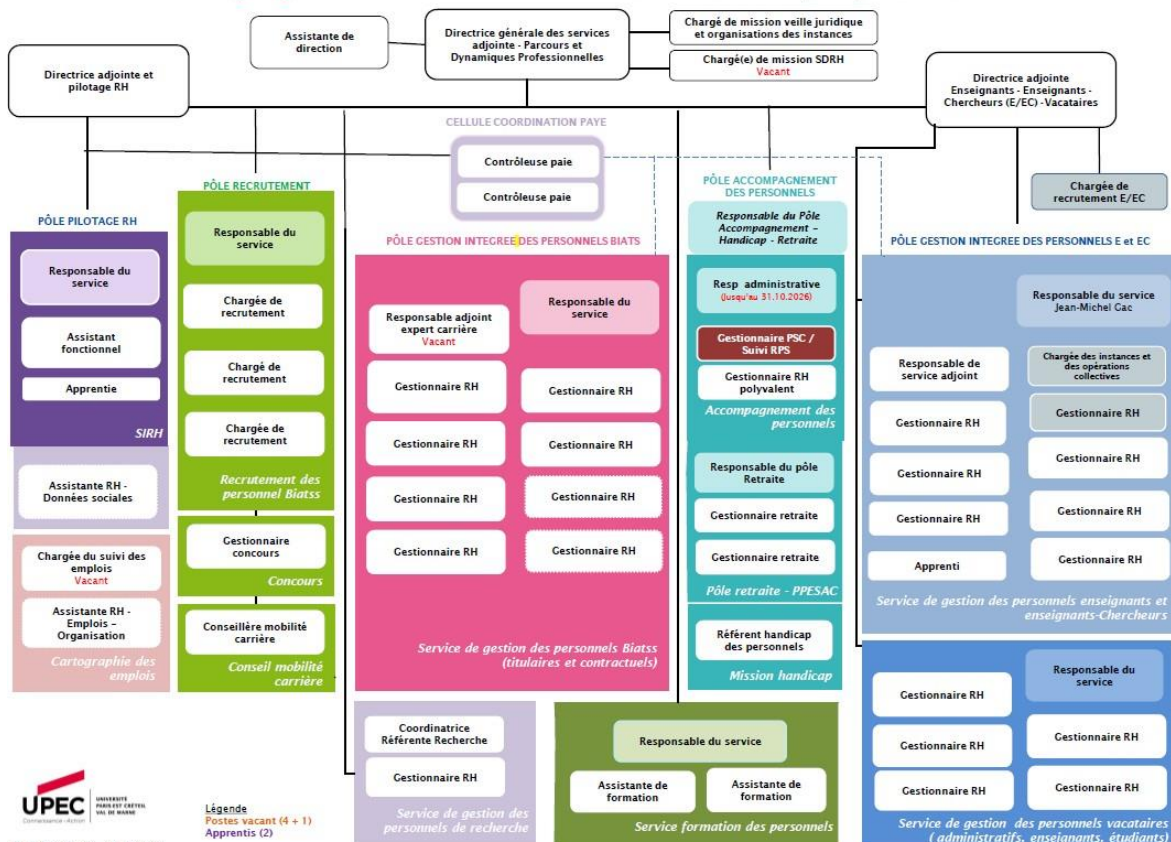 Assistante de
direction
Directrice générale des services
adjointe - Parcours et
Dynamiques Professionnelles
Chargé de mission veille juridique
et organisations des instances
Chargé(e) de mission SDRH
Vacant
Directrice adjointe et
pilotage RH
Directrice adjointe
Enseignants - Enseignants -
Chercheurs (E/EC) -Vacataires
CELLULE COORDINATION PAYE
Contrôleuse paie
Contrôleuse paie
Chargée de
recrutement E/EC
PÔLE PILOTAGE RH
Responsable du
service
Assistant
fonctionnel
Apprentie
SIRH
Assistante RH -
Données sociales
Chargée du suivi des
emplois
Vacant
Assistante RH -
Emplois –
Organisation
Cartographie des
emplois
PÔLE RECRUTEMENT
Responsable du
service
Chargée de
recrutement
Chargé de
recrutement
Chargée de
recrutement
Recrutement des
personnel Biatss
Gestionnaire
concours
Concours
Conseillère mobilité
carrière
Conseil mobilité
carrière
PÔLE GESTION INTEGREE DES PERSONNELS BIATS
Responsable adjoint
expert carrière
Vacant
Responsable du
service
Gestionnaire RH
Gestionnaire RH
Gestionnaire RH
Gestionnaire RH
Gestionnaire RH
Gestionnaire RH
Gestionnaire RH
Gestionnaire RH
Service de gestion des personnels Biatss
(titulaires et contractuels)
PÔLE ACCOMPAGNEMENT
DES PERSONNELS
Responsable du Pôle
Accompagnement –
Handicap - Retraite
Resp administrative
(Jusqu'au 31.10.2026)
Gestionnaire PSC /
Suivi RPS
Gestionnaire RH
polyvalent
Accompagnement des
personnels
Responsable du pôle
Retraite
Gestionnaire retraite
Gestionnaire retraite
Pôle retraite - PPESAC
Référent handicap
des personnels
Mission handicap
PÔLE GESTION INTEGREE DES PERSONNELS E et EC
Responsable du service
Jean-Michel Gac
Responsable de
service adjoint
Chargée des instances et
des opérations
collectives
Gestionnaire RH
Gestionnaire RH
Gestionnaire RH
Gestionnaire RH
Gestionnaire RH
Gestionnaire RH
Apprenti
Gestionnaire RH
Service de gestion des personnels enseignants et
enseignants-Chercheurs
Coordinatrice
Référente Recherche
Gestionnaire RH
Service de gestion des
personnels de recherche
Responsable du service
Assistante de
formation
Assistante de
formation
Service formation des personnels
Responsable du
service
Gestionnaire RH
Gestionnaire RH
Gestionnaire RH
Gestionnaire RH
Gestionnaire RH
Service de gestion des personnels vacataires
( administratifs, enseignants, étudiants)
UPEC
UNIVERSITÉ
PARIS-EST CRÉTEIL
VAL DE MARNE
Connaissance - Action
Légende
Postes vacant (4 + 1)
Apprentis (2)